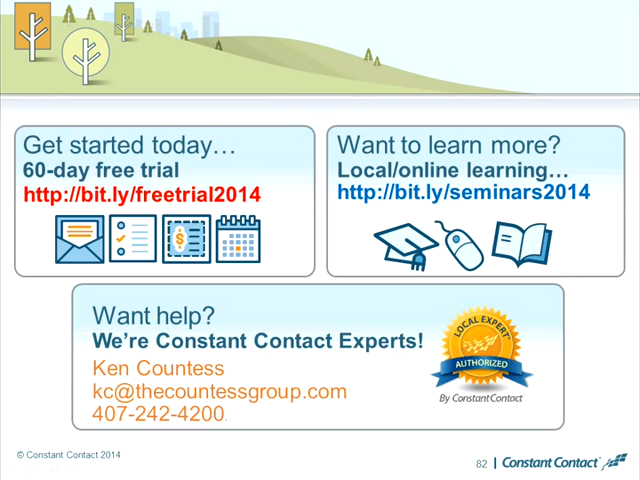 Get started today…
60-day free trial
http://bit.ly/freetrial2014
$
Want to learn more?
Local/online learning…
http://bit.ly/seminars2014
Want help?
We're Constant Contact Experts!
Ken Countess
kc@thecountessgroup.com
407-242-4200
LOCAL EXPERT
AUTHORIZED
By Constant Contact
© Constant Contact 2014
82 | Constant Contact